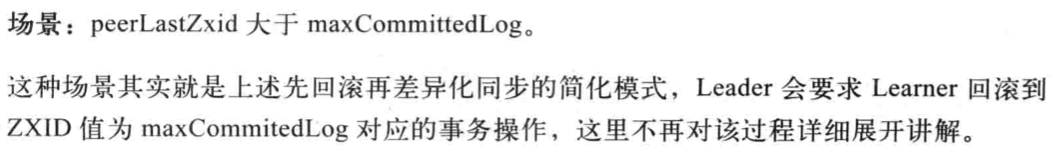 场景：peerLastZxid 大于 maxCommittedLog。
这种场景其实就是上述先回滚再差异化同步的简化模式，Leader 会要求 Learner 回滚到
ZXID 值为 maxCommitedLog 对应的事务操作，这里不再对该过程详细展开讲解。